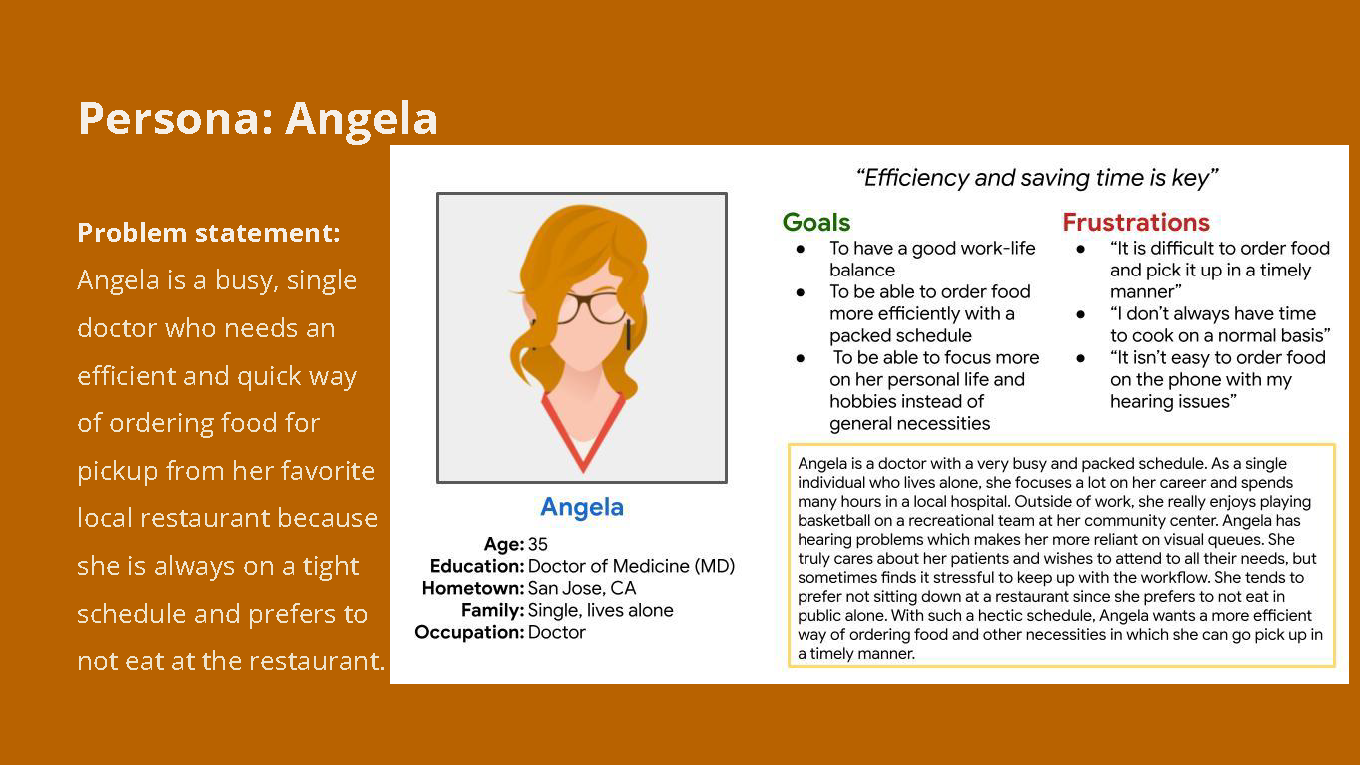 Persona: Angela
Problem statement:
Angela is a busy, single
doctor who needs an
efficient and quick way
of ordering food for
pickup from her favorite
local restaurant because
she is always on a tight
schedule and prefers to
not eat at the restaurant.
Angela
Age: 35
Education: Doctor of Medicine (MD)
Hometown: San Jose, CA
Family: Single, lives alone
Occupation: Doctor
“Efficiency and saving time is key”
Goals
● To have a good work-life
balance
● To be able to order food
more efficiently with a
packed schedule
● To be able to focus more
on her personal life and
hobbies instead of
general necessities
Frustrations
● “It is difficult to order food
and pick it up in a timely
manner”
● “I don’t always have time
to cook on a normal basis”
● “It isn’t easy to order food
on the phone with my
hearing issues”
Angela is a doctor with a very busy and packed schedule. As a single
individual who lives alone, she focuses a lot on her career and spends
many hours in a local hospital. Outside of work, she really enjoys playing
basketball on a recreational team at her community center. Angela has
hearing problems which makes her more reliant on visual queues. She
truly cares about her patients and wishes to attend to all their needs, but
sometimes finds it stressful to keep up with the workflow. She tends to
prefer not sitting down at a restaurant since she prefers to not eat in
public alone. With such a hectic schedule, Angela wants a more efficient
way of ordering food and other necessities in which she can go pick up in
a timely manner.